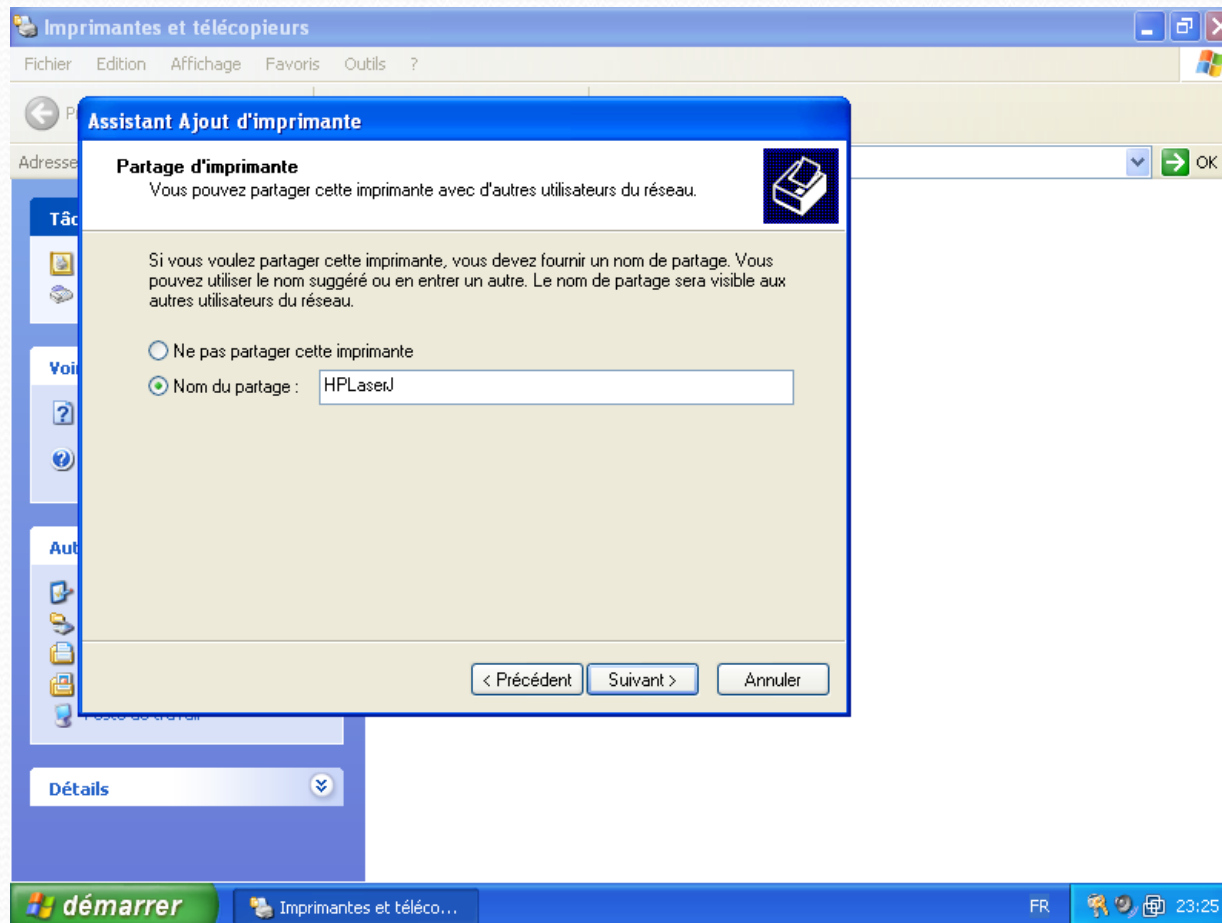 Imprimantes et télécopieurs
Fichier Edition Affichage Favoris Outils ?
Assistant Ajout d'imprimante
Adresse
OK
Partage d'imprimante
Vous pouvez partager cette imprimante avec d'autres utilisateurs du réseau.
Si vous voulez partager cette imprimante, vous devez fournir un nom de partage. Vous
pouvez utiliser le nom suggéré ou en entrer un autre. Le nom de partage sera visible aux
autres utilisateurs du réseau.
Ne pas partager cette imprimante
Nom du partage : HPLaserJ
< Précédent Suivant > Annuler
Tâc
Voi
Aut
Détails
démarrer Imprimantes et téléco... FR 23:25